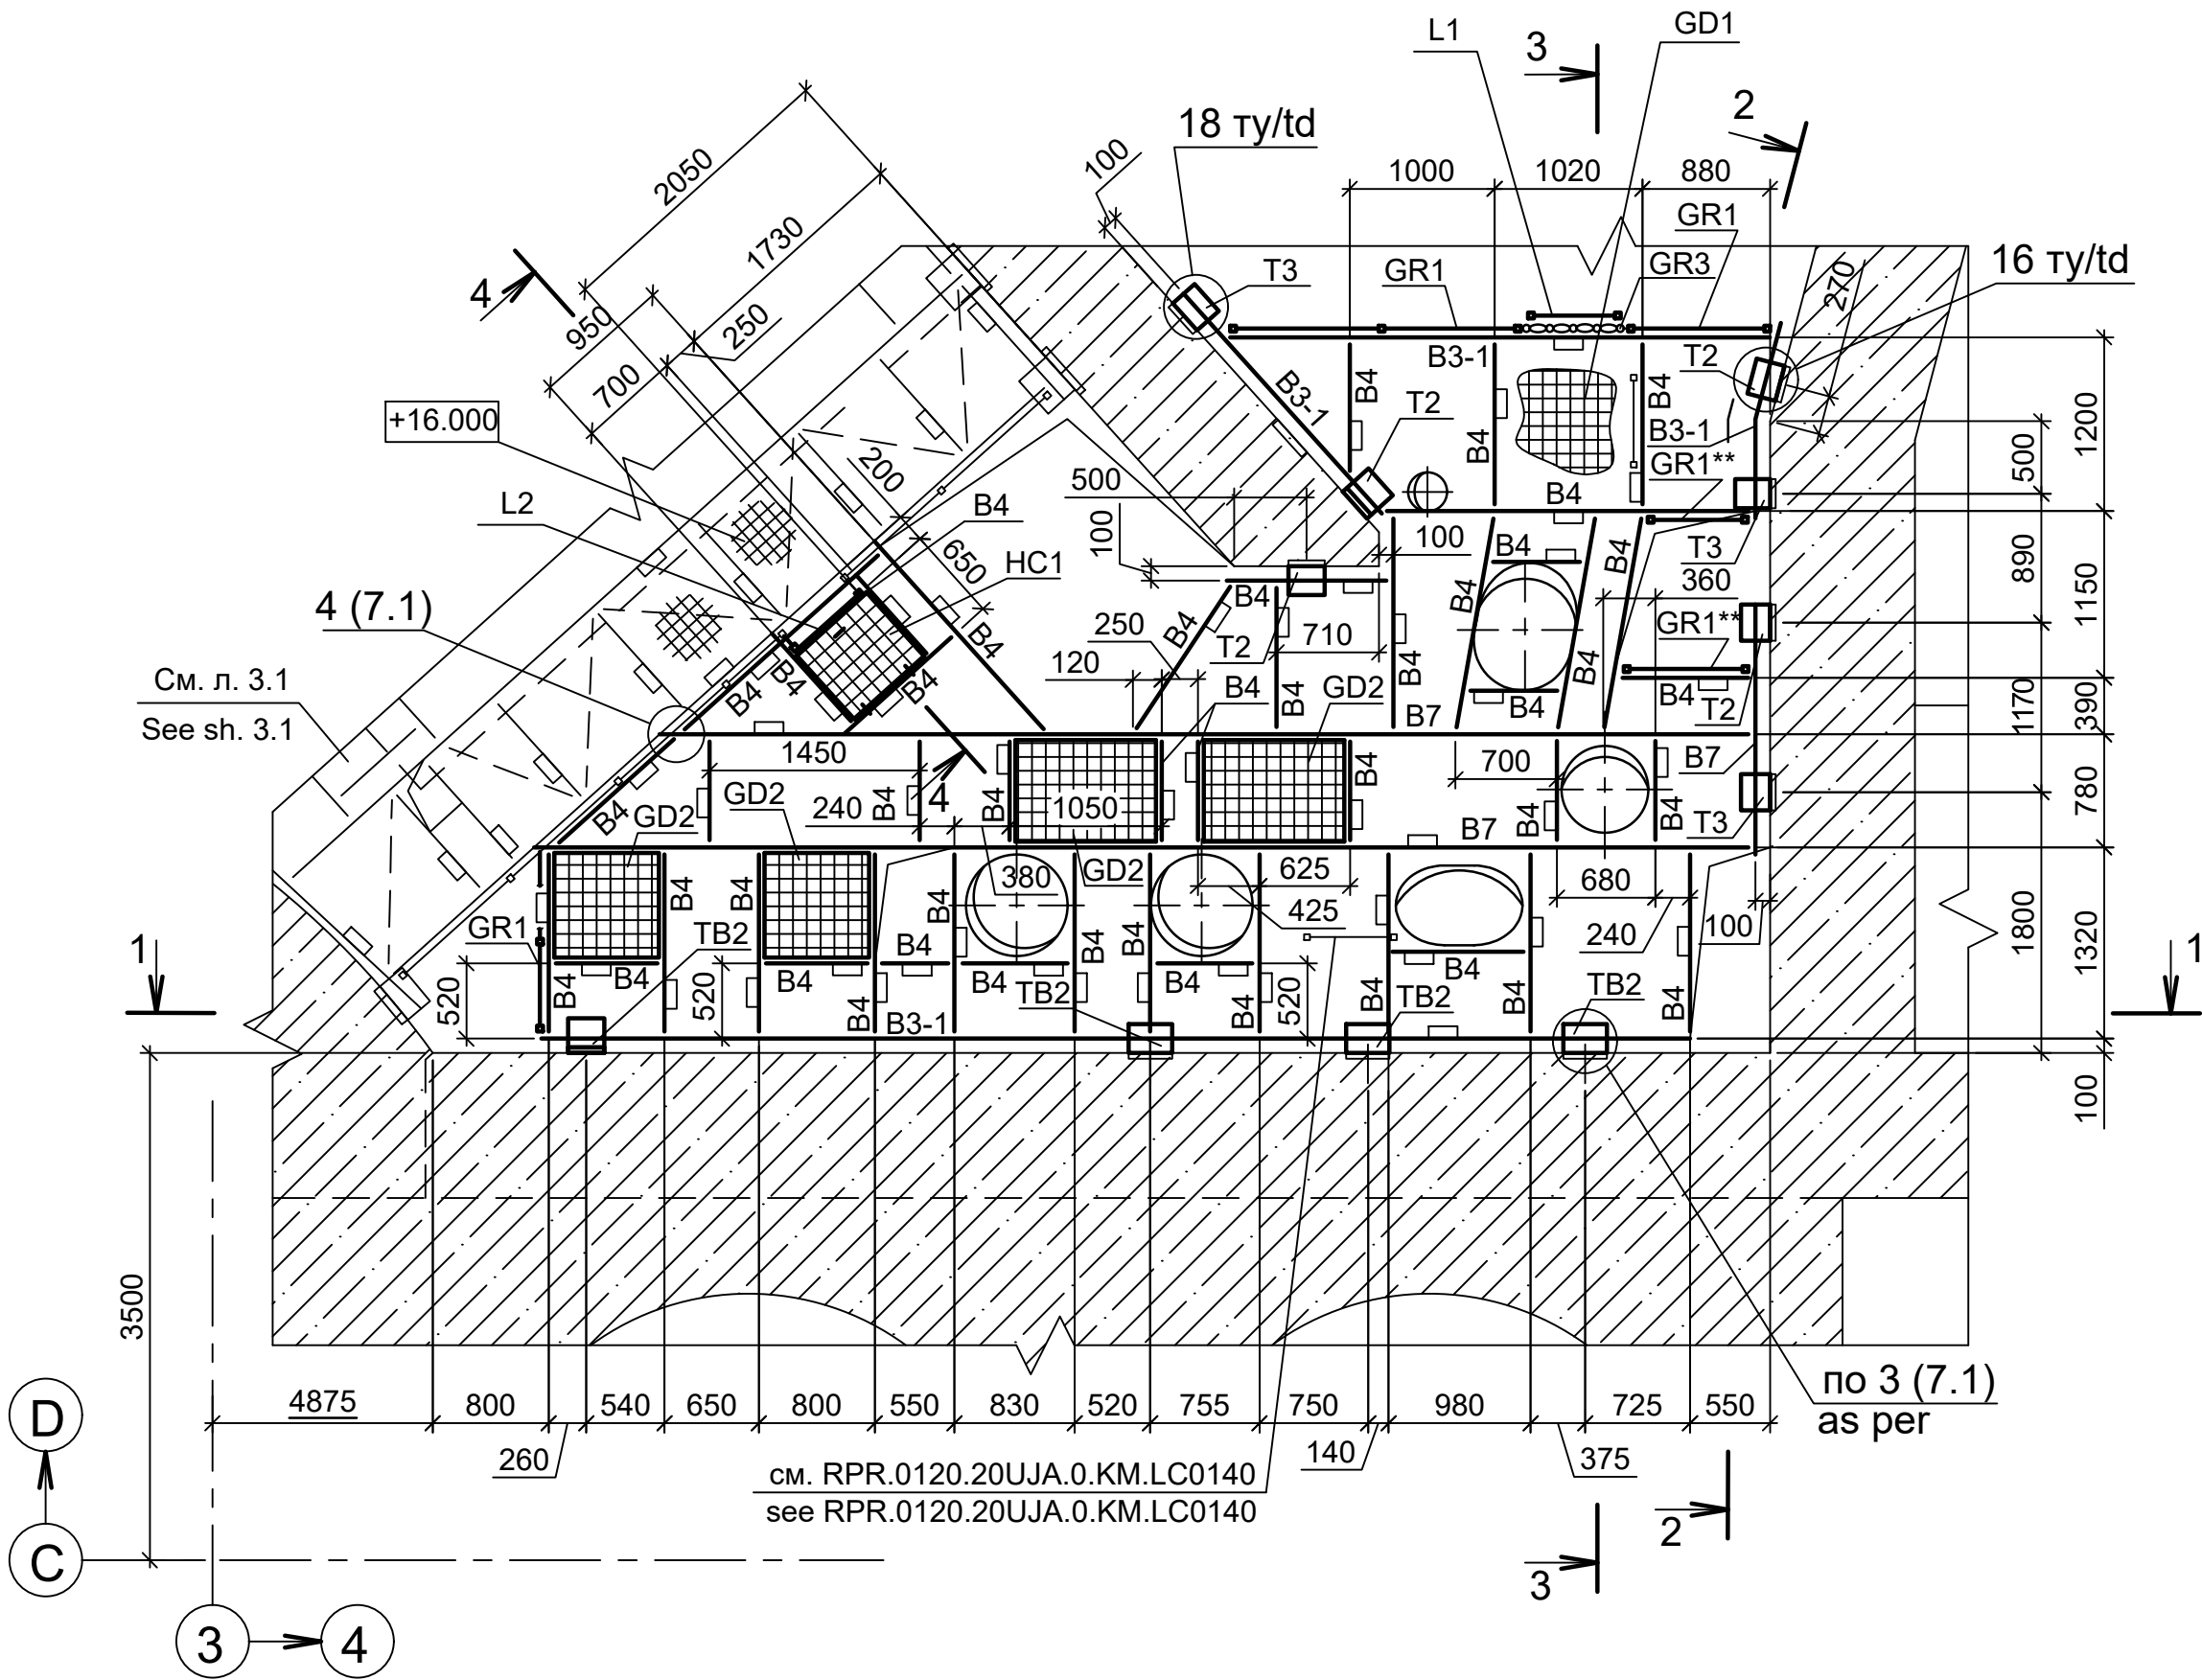 L1
GD1
3
2
18 ту/td
100
2050
1000
1020
880
1730
GR1
16 ту/td
T3
GR1
GR3
270
4
950
250
B3-1
T2
700
B4
B4
1200
+16.000
B3-1
T2
B3-1
200
B4
GR1**
500
500
L2
B4
B4
100
650
100
B4
T3
890
HC1
B4
B4
360
1150
4 (7.1)
B4
B4
GR1**
250
B4
710
T2
B4
См. л. 3.1
120
B4
B4
B4
GD2
B4
B4
B4
1170
390
See sh. 3.1
B4
B4
B7
B4
T2
1450
700
B7
4
B4
GD2
240
B4
B4
1050
B4
B4
B4
T3
780
B4
GD2
B7
380
GD2
625
680
B4
B4
B4
425
GR1
TB2
B4
B4
240
100
1800
1320
1
B4
1
520
B4
B4
520
B4
B4
B4
TB2
B4
B4
520
B4
TB2
B4
B4
TB2
B4
B3-1
100
3500
по 3 (7.1)
as per
4875
800
540
650
800
550
830
520
755
750
980
725
550
D
260
140
375
см. RPR.0120.20UJA.0.KM.LC0140
see RPR.0120.20UJA.0.KM.LC0140
2
C
3
3
4